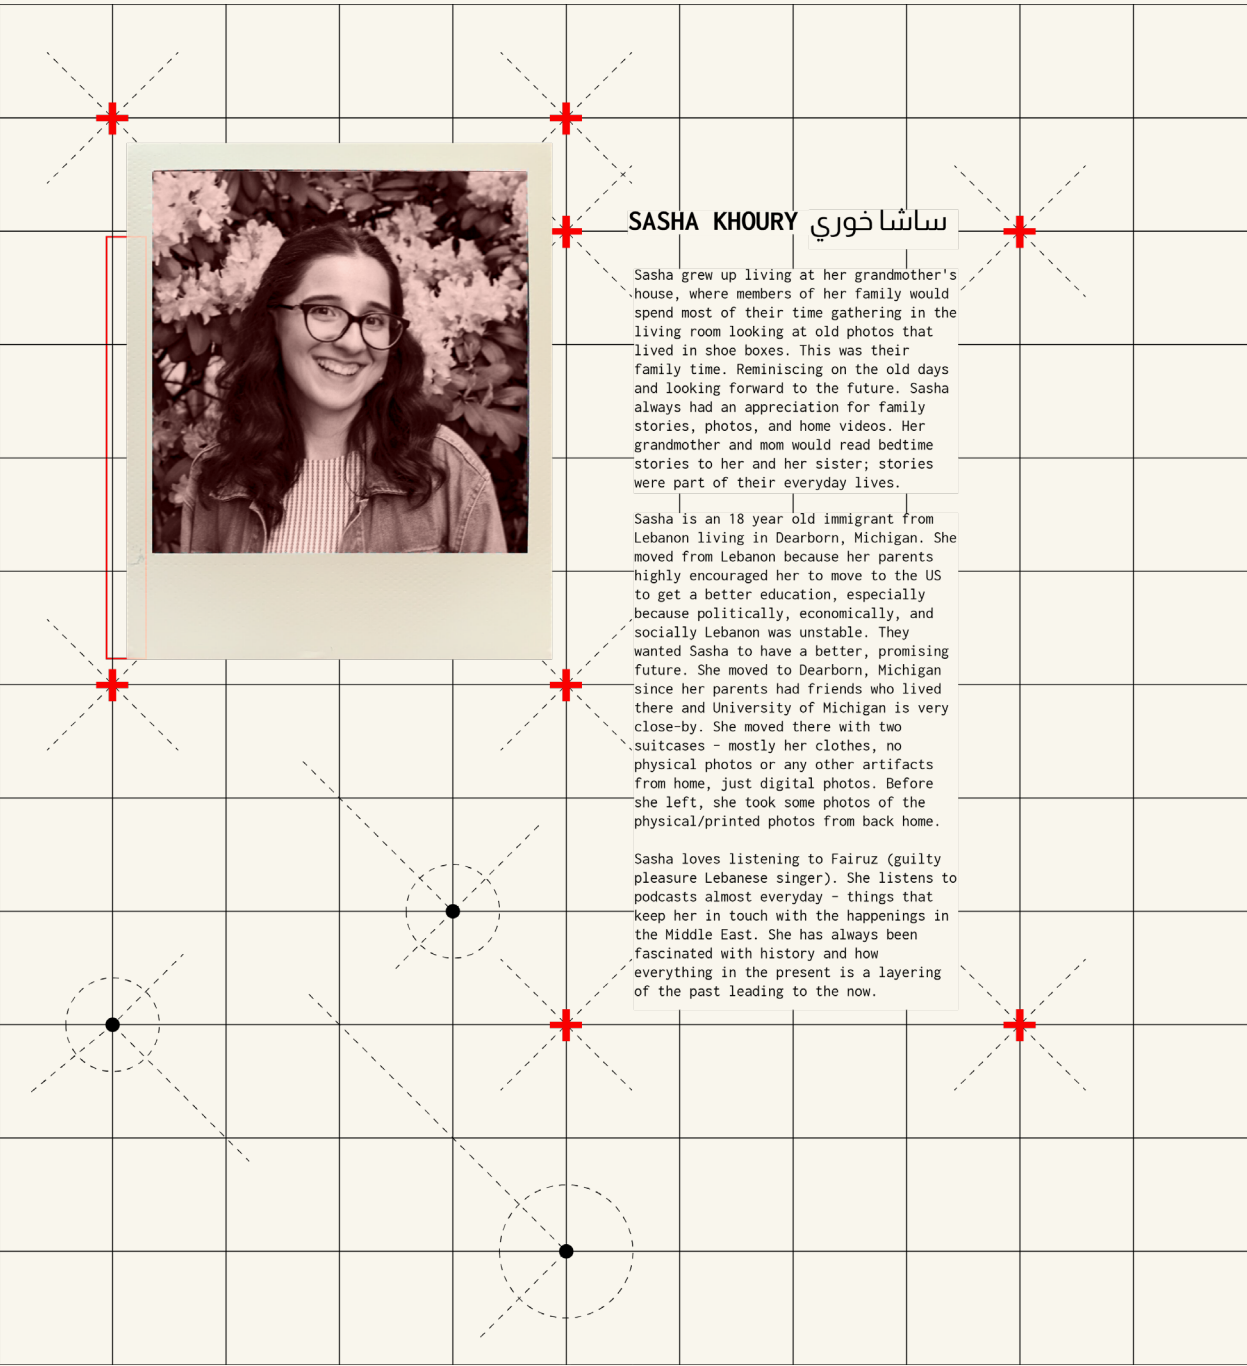 SASHA KHOURY ساشا خوري
Sasha grew up living at her grandmother's
house, where members of her family would
spend most of their time gathering in the
living room looking at old photos that
lived in shoe boxes. This was their
family time. Reminiscing on the old days
and looking forward to the future. Sasha
always had an appreciation for family
stories, photos, and home videos. Her
grandmother and mom would read bedtime
stories to her and her sister; stories
were part of their everyday lives.
Sasha is an 18 year old immigrant from
Lebanon living in Dearborn, Michigan. She
moved from Lebanon because her parents
highly encouraged her to move to the US
to get a better education, especially
because politically, economically, and
socially Lebanon was unstable. They
wanted Sasha to have a better, promising
future. She moved to Dearborn, Michigan
since her parents had friends who lived
there and University of Michigan is very
close-by. She moved there with two
suitcases - mostly her clothes, no
physical photos or any other artifacts
from home, just digital photos. Before
she left, she took some photos of the
physical/printed photos from back home.
Sasha loves listening to Fairuz (guilty
pleasure Lebanese singer). She listens to
podcasts almost everyday - things that
keep her in touch with the happenings in
the Middle East. She has always been
fascinated with history and how
everything in the present is a layering
of the past leading to the now.